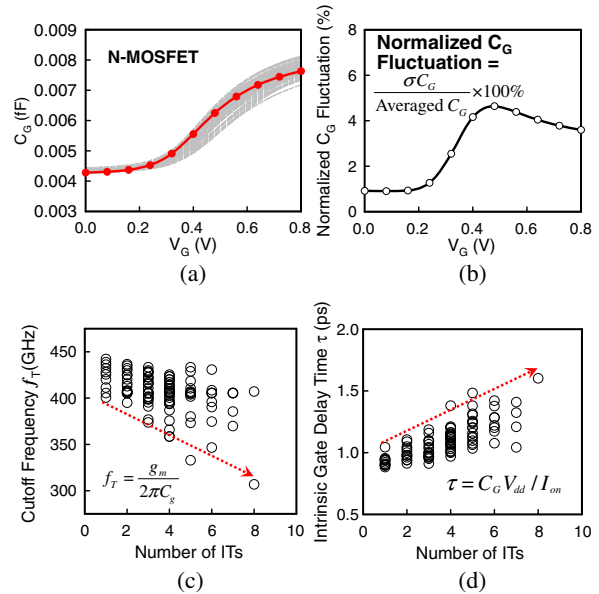 N-MOSFET
C_G (fF)
0.009
0.008
0.007
0.006
0.005
0.004
0.003
0.0 0.2 0.4 0.6 0.8
V_G (V)
(a)
Normalized C_G
Fluctuation =
σC_G / Averaged C_G ×100%
Normalized C_G Fluctuation (%)
8
6
4
2
0
0.0 0.2 0.4 0.6 0.8
V_G (V)
(b)
Cutoff Frequency f_T(GHz)
450
400
350
300
f_T = g_m / 2πC_g
0 2 4 6 8 10
Number of ITs
(c)
Intrinsic Gate Delay Time τ (ps)
2.0
1.5
1.0
0.5
τ = C_G V_dd / I_on
0 2 4 6 8 10
Number of ITs
(d)